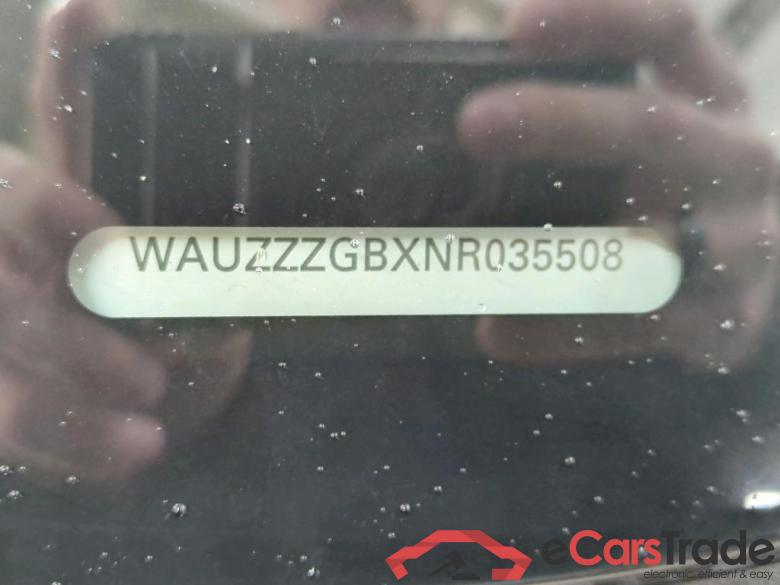 WAUZZZGBXNR035508
eCarsTrade
electronic, efficient & easy